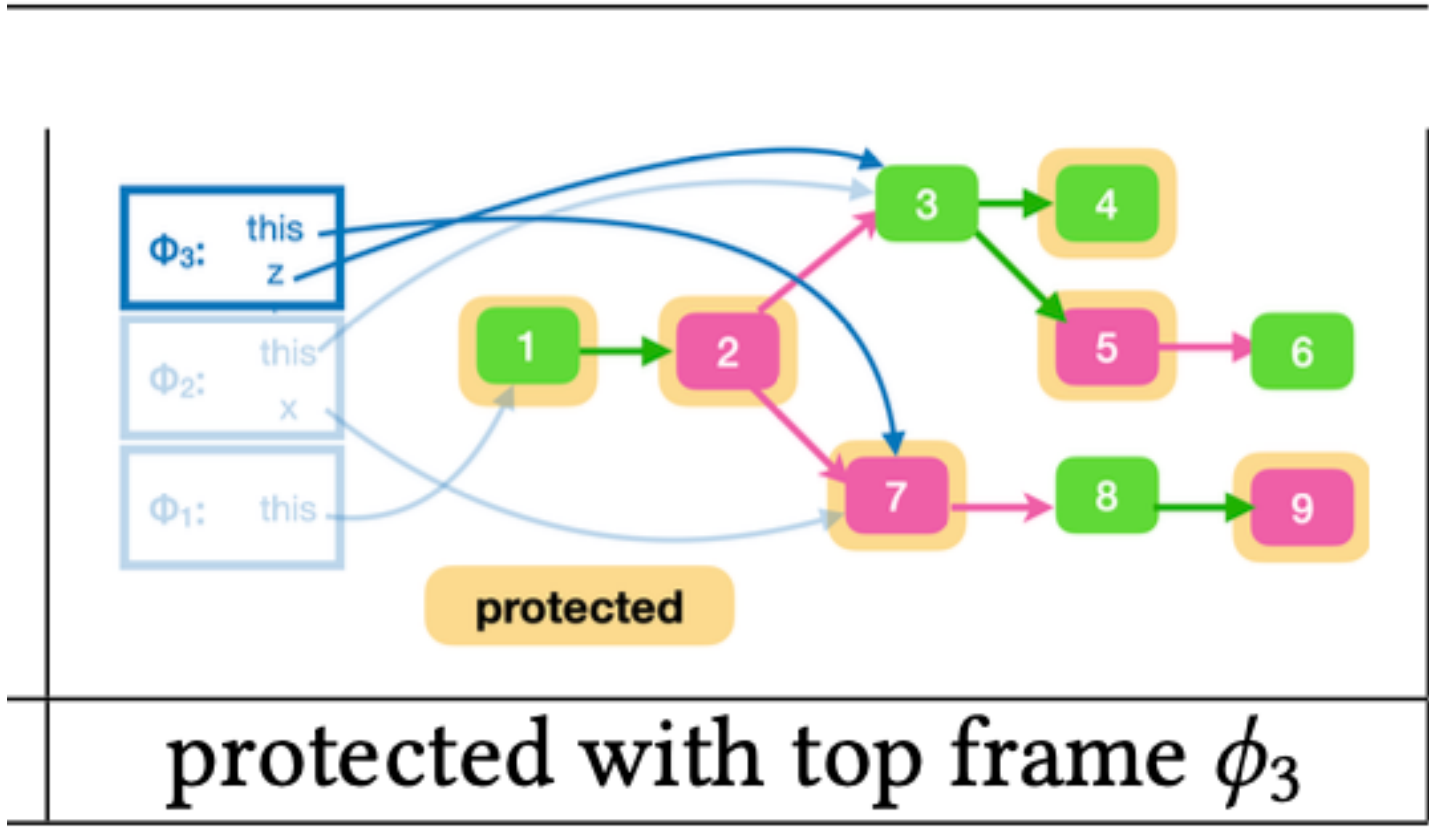 Φ₃: this
z
3
4
Φ₂: this
x
1
2
5
6
Φ₁: this
7
8
9
protected
protected with top frame ϕ₃